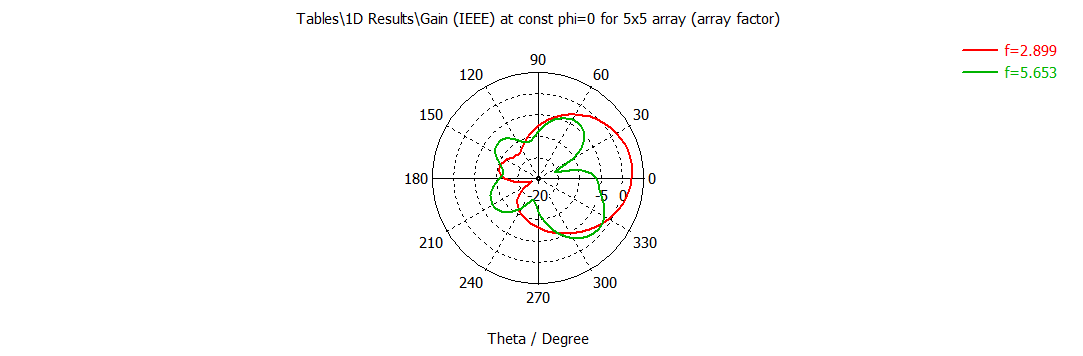 Tables\1D Results\Gain (IEEE) at const phi=0 for 5x5 array (array factor)
f=2.899
f=5.653
90
120 60
150 30
180 -20 -5 0 0
210 330
240 300
270
Theta / Degree